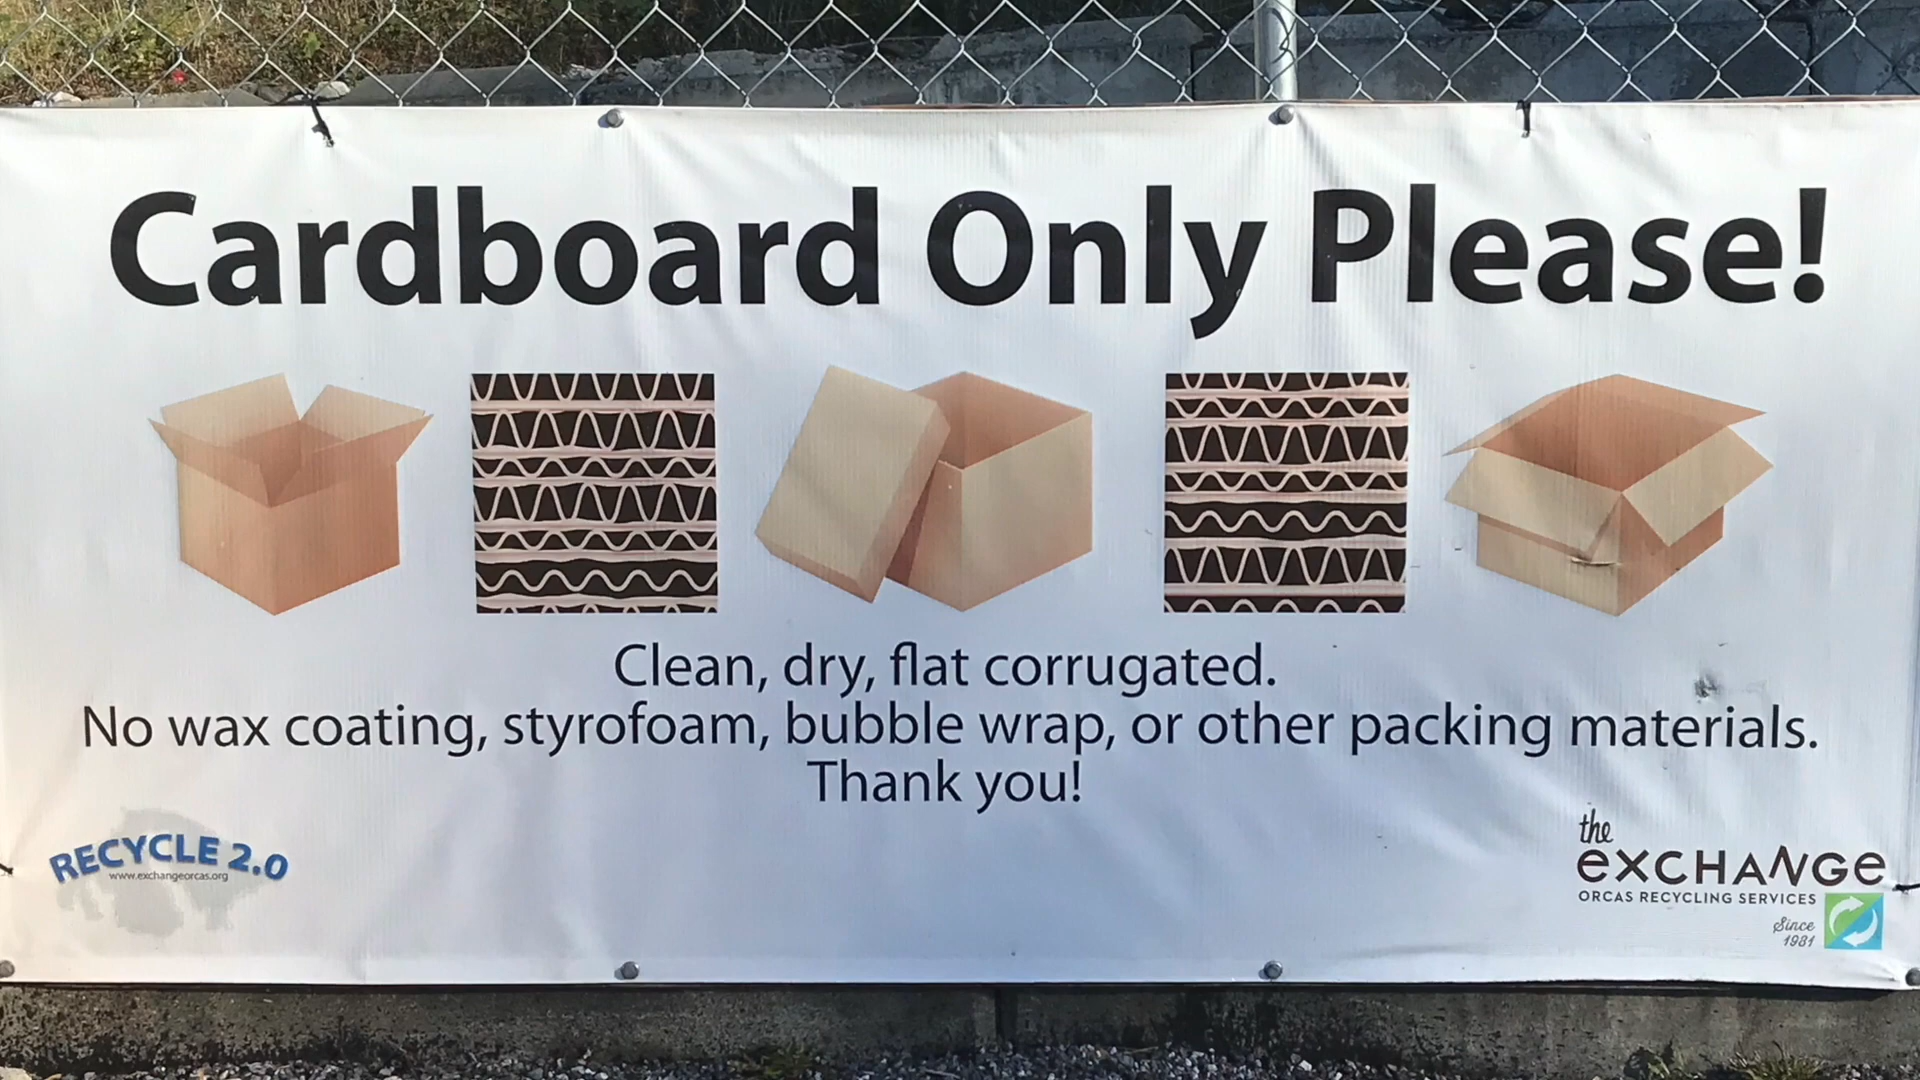 Cardboard Only Please!
Clean, dry, flat corrugated.
No wax coating, styrofoam, bubble wrap, or other packing materials.
Thank you!
RECYCLE 2.0
www.exchangeorcas.org
the
exCHANGe
ORCAS RECYCLING SERVICES
Since
1981